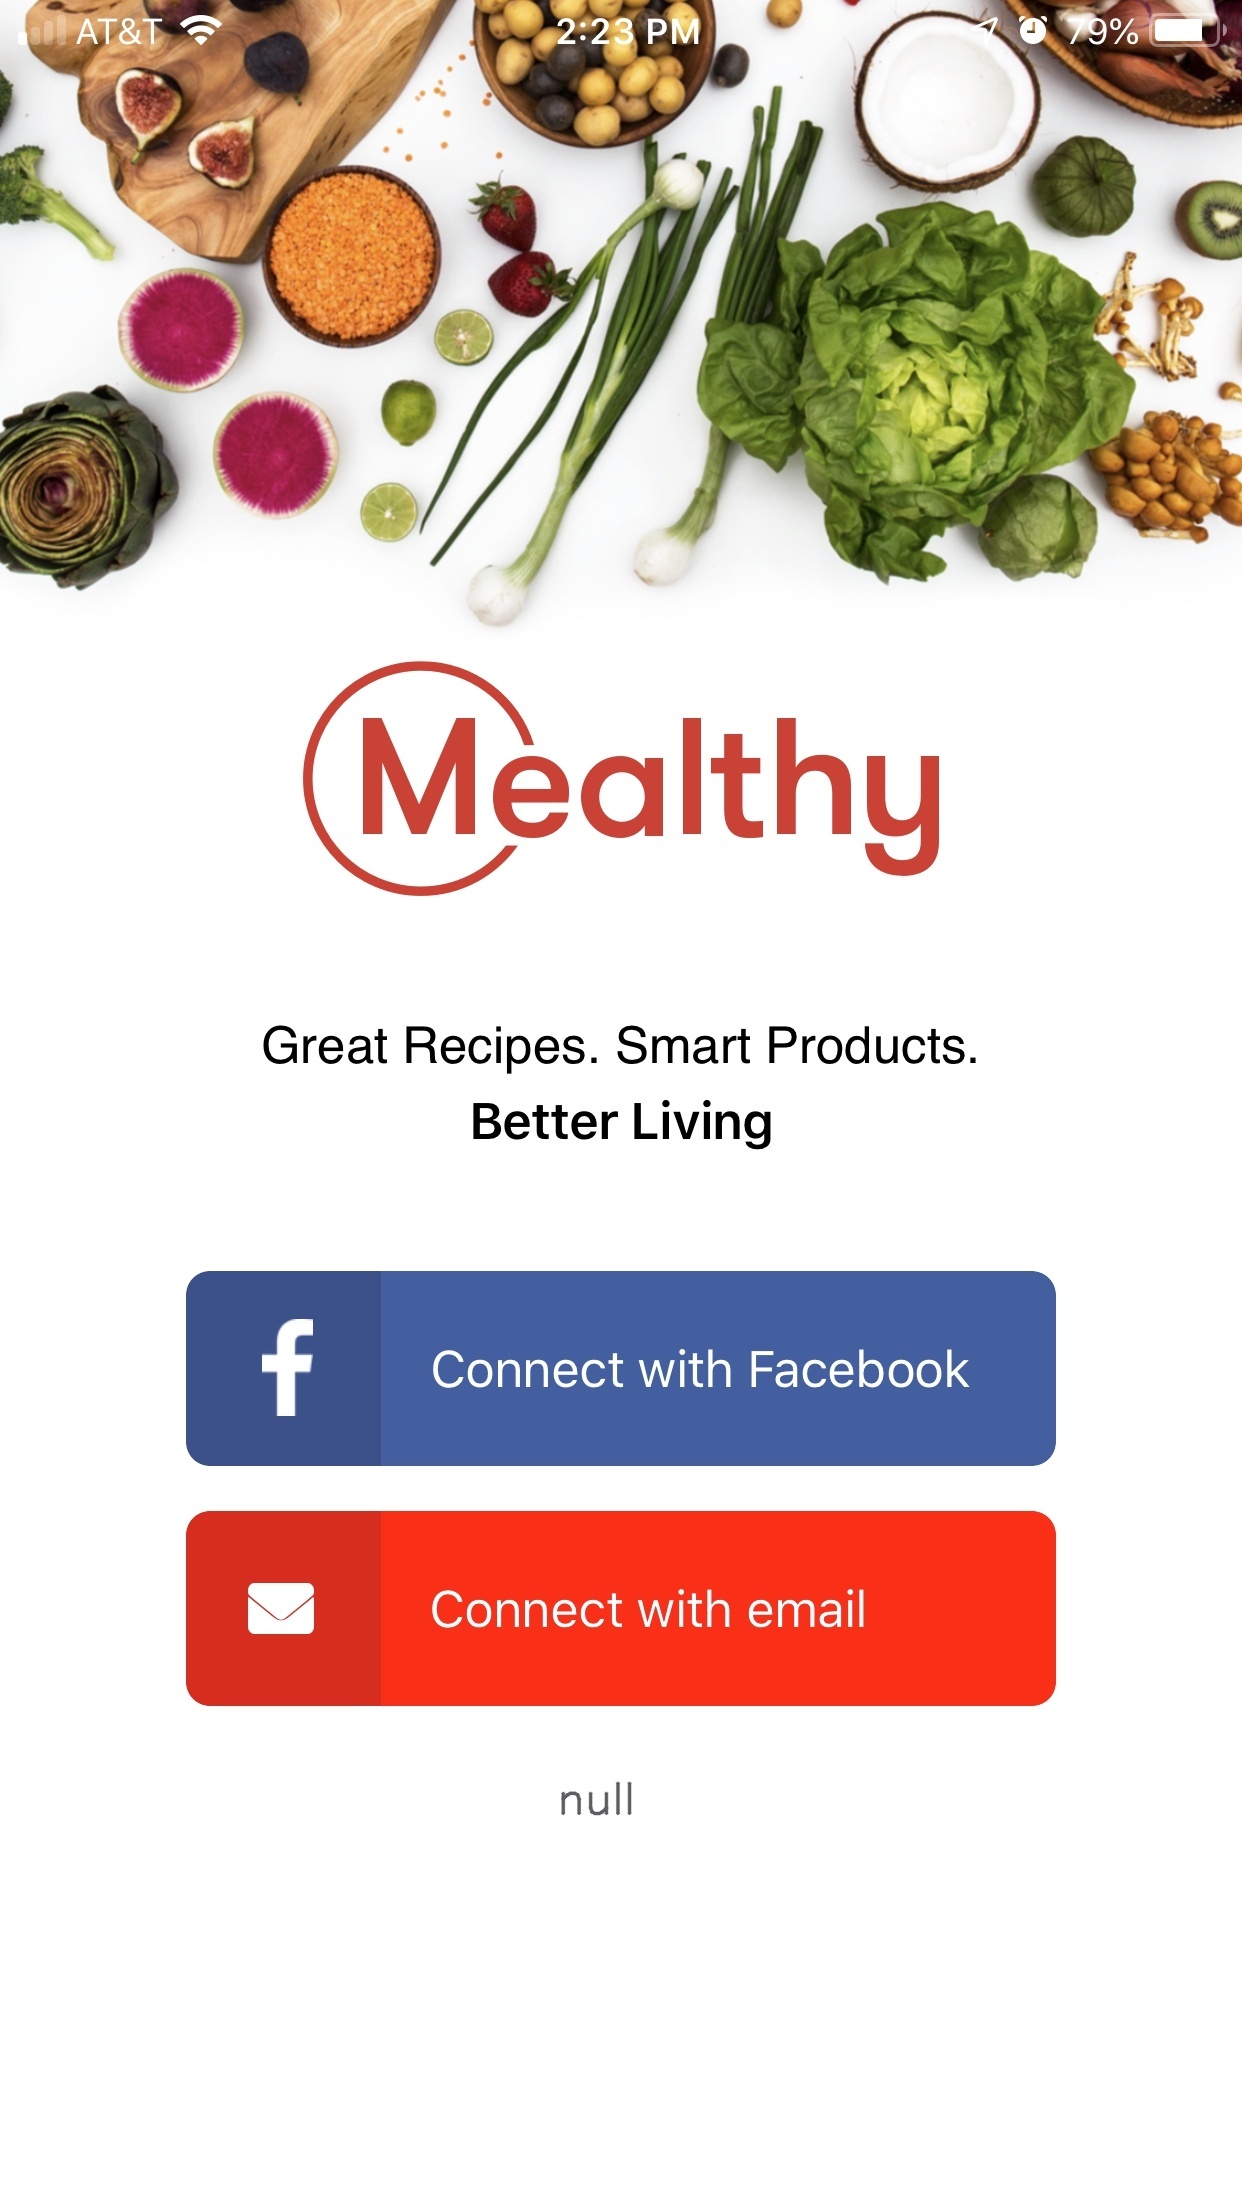 AT&T 2:23 PM 79%
Mealthy
Great Recipes. Smart Products.
Better Living
f Connect with Facebook
Connect with email
null